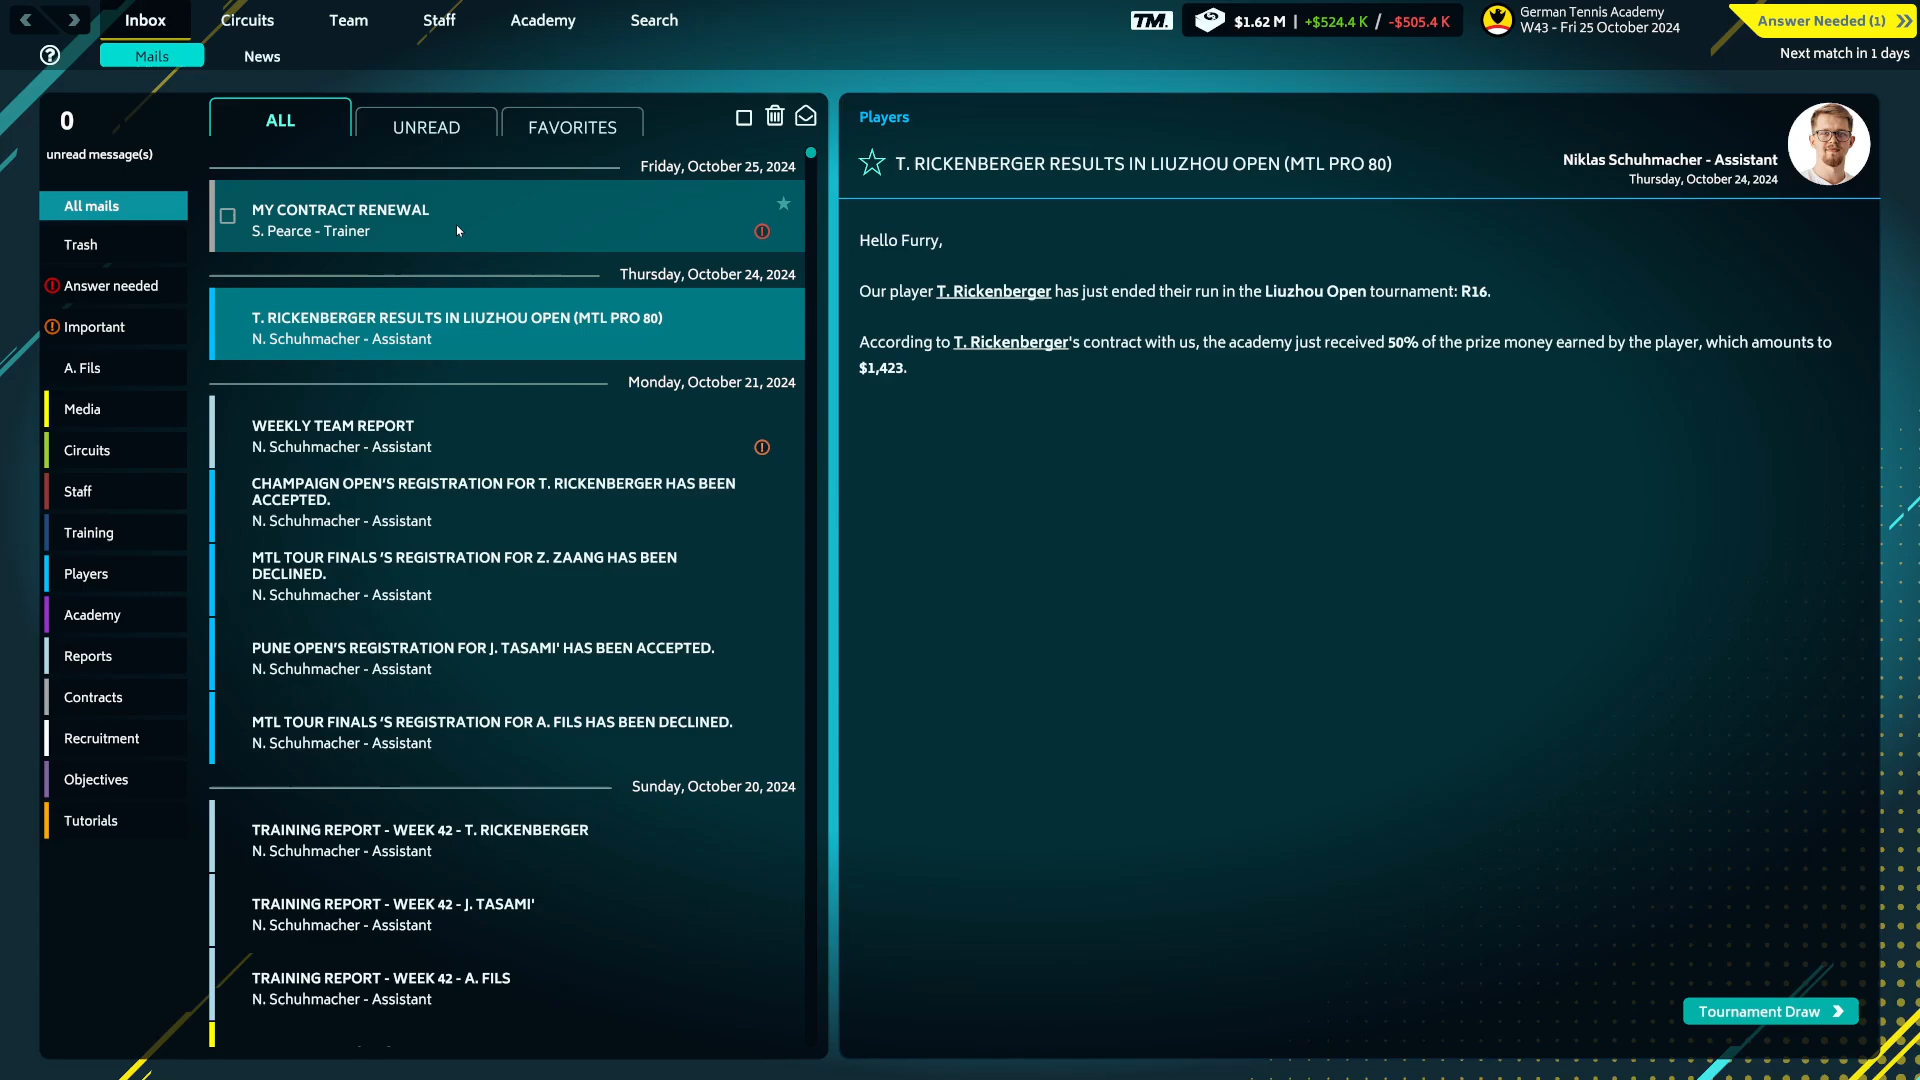 Inbox
Circuits
Team
Staff
Academy
Search
TM.
$1.62 M | +$524.4 K / -$505.4 K
German Tennis Academy
W43 - Fri 25 October 2024
Answer Needed (1)
Next match in 1 days
Mails
News
0
unread message(s)
All mails
Trash
Answer needed
Important
A. Fils
Media
Circuits
Staff
Training
Players
Academy
Reports
Contracts
Recruitment
Objectives
Tutorials
ALL
UNREAD
FAVORITES
Friday, October 25, 2024
MY CONTRACT RENEWAL
S. Pearce - Trainer
Thursday, October 24, 2024
T. RICKENBERGER RESULTS IN LIUZHOU OPEN (MTL PRO 80)
N. Schuhmacher - Assistant
Monday, October 21, 2024
WEEKLY TEAM REPORT
N. Schuhmacher - Assistant
CHAMPAIGN OPEN'S REGISTRATION FOR T. RICKENBERGER HAS BEEN
ACCEPTED.
N. Schuhmacher - Assistant
MTL TOUR FINALS 'S REGISTRATION FOR Z. ZAANG HAS BEEN
DECLINED.
N. Schuhmacher - Assistant
PUNE OPEN'S REGISTRATION FOR J. TASAMI' HAS BEEN ACCEPTED.
N. Schuhmacher - Assistant
MTL TOUR FINALS 'S REGISTRATION FOR A. FILS HAS BEEN DECLINED.
N. Schuhmacher - Assistant
Sunday, October 20, 2024
TRAINING REPORT - WEEK 42 - T. RICKENBERGER
N. Schuhmacher - Assistant
TRAINING REPORT - WEEK 42 - J. TASAMI'
N. Schuhmacher - Assistant
TRAINING REPORT - WEEK 42 - A. FILS
N. Schuhmacher - Assistant
Players
T. RICKENBERGER RESULTS IN LIUZHOU OPEN (MTL PRO 80)
Niklas Schuhmacher - Assistant
Thursday, October 24, 2024
Hello Furry,
Our player T. Rickenberger has just ended their run in the Liuzhou Open tournament: R16.
According to T. Rickenberger's contract with us, the academy just received 50% of the prize money earned by the player, which amounts to
$1,423.
Tournament Draw